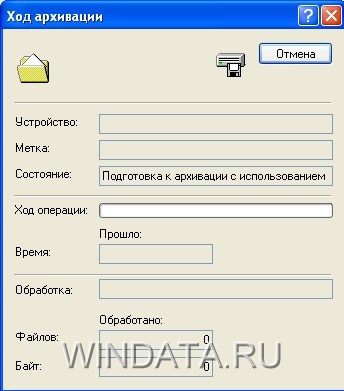 Ход архивации
Отмена
Устройство:
Метка:
Состояние: Подготовка к архивации с использованием
Ход операции:
Прошло:
Время:
Обработка:
Обработано:
Файлов: 0
Байт: 0
WINDATA.RU